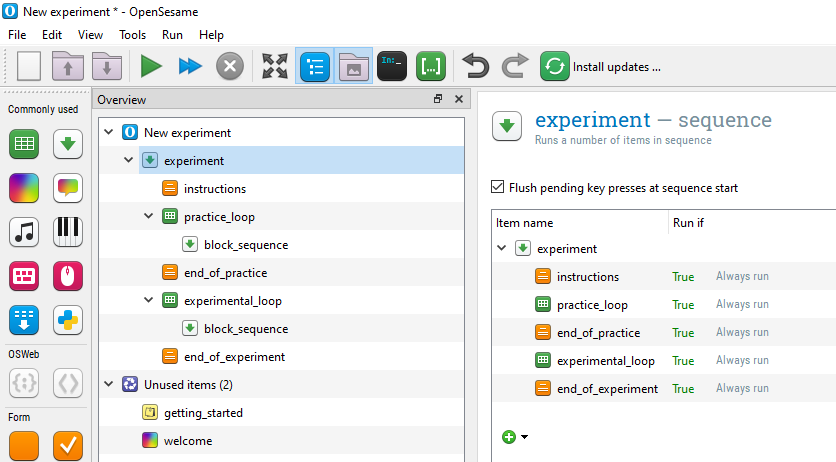 New experiment * - OpenSesame
File Edit View Tools Run Help
In:_
[...]
Install updates ...
Commonly used
OSWeb
Form
Overview
New experiment
experiment
instructions
practice_loop
block_sequence
end_of_practice
experimental_loop
block_sequence
end_of_experiment
Unused items (2)
getting_started
welcome
experiment — sequence
Runs a number of items in sequence
Flush pending key presses at sequence start
Item name Run if
experiment
instructions True Always run
practice_loop True Always run
end_of_practice True Always run
experimental_loop True Always run
end_of_experiment True Always run